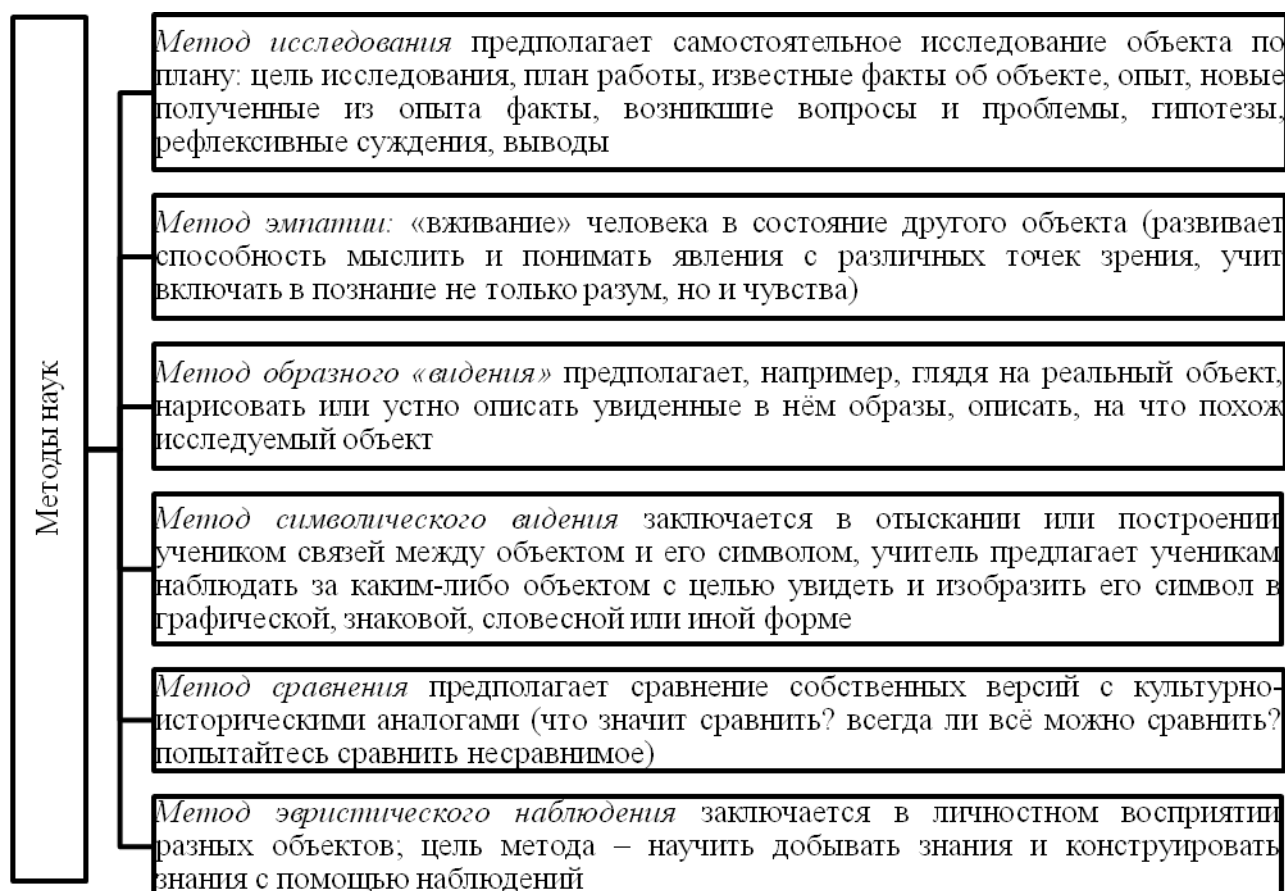 Методы наук
Метод исследования предполагает самостоятельное исследование объекта по
плану: цель исследования, план работы, известные факты об объекте, опыт, новые
полученные из опыта факты, возникшие вопросы и проблемы, гипотезы,
рефлексивные суждения, выводы
Метод эмпатии: «вживание» человека в состояние другого объекта (развивает
способность мыслить и понимать явления с различных точек зрения, учит
включать в познание не только разум, но и чувства)
Метод образного «видения» предполагает, например, глядя на реальный объект,
нарисовать или устно описать увиденные в нём образы, описать, на что похож
исследуемый объект
Метод символического видения заключается в отыскании или построении
учеником связей между объектом и его символом, учитель предлагает ученикам
наблюдать за каким-либо объектом с целью увидеть и изобразить его символ в
графической, знаковой, словесной или иной форме
Метод сравнения предполагает сравнение собственных версий с культурно-
историческими аналогами (что значит сравнить? всегда ли всё можно сравнить?
попытайтесь сравнить несравнимое)
Метод эвристического наблюдения заключается в личностном восприятии
разных объектов; цель метода – научить добывать знания и конструировать
знания с помощью наблюдений